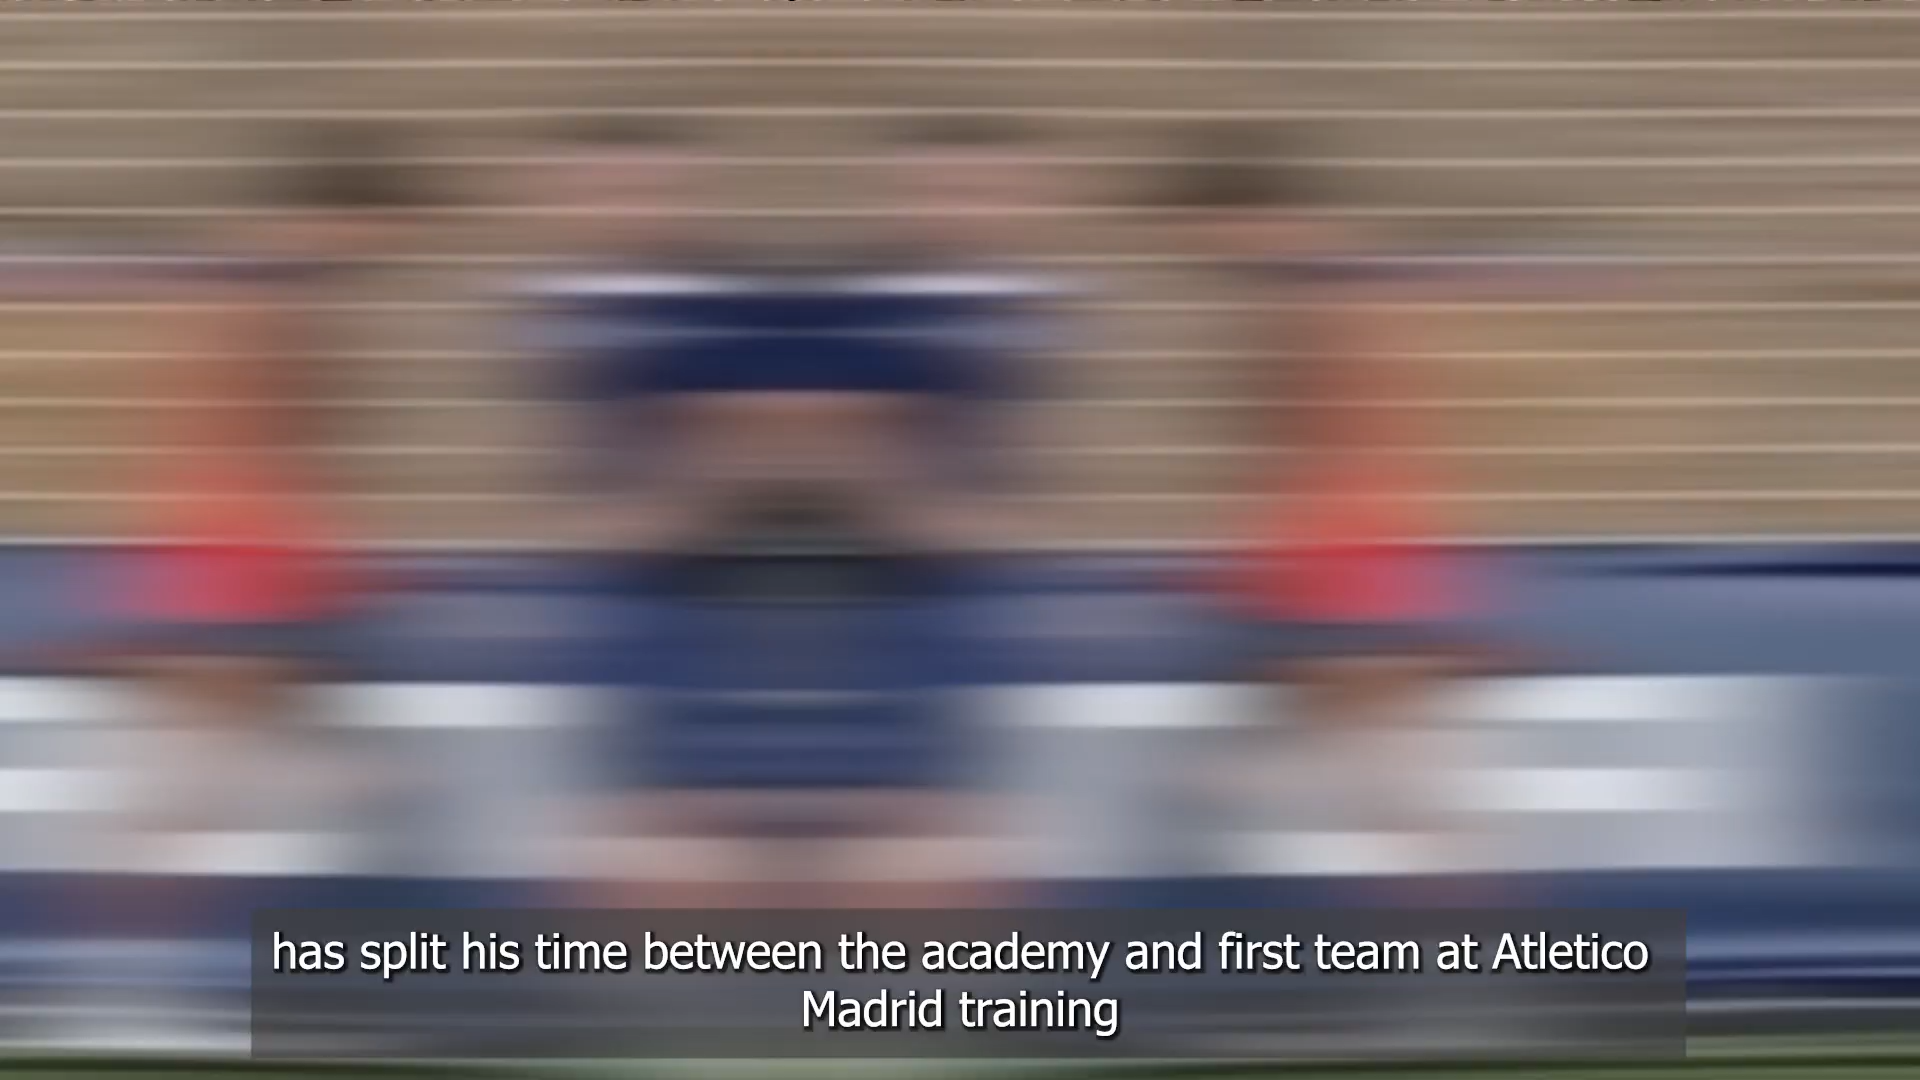 has split his time between the academy and first team at Atletico
Madrid training